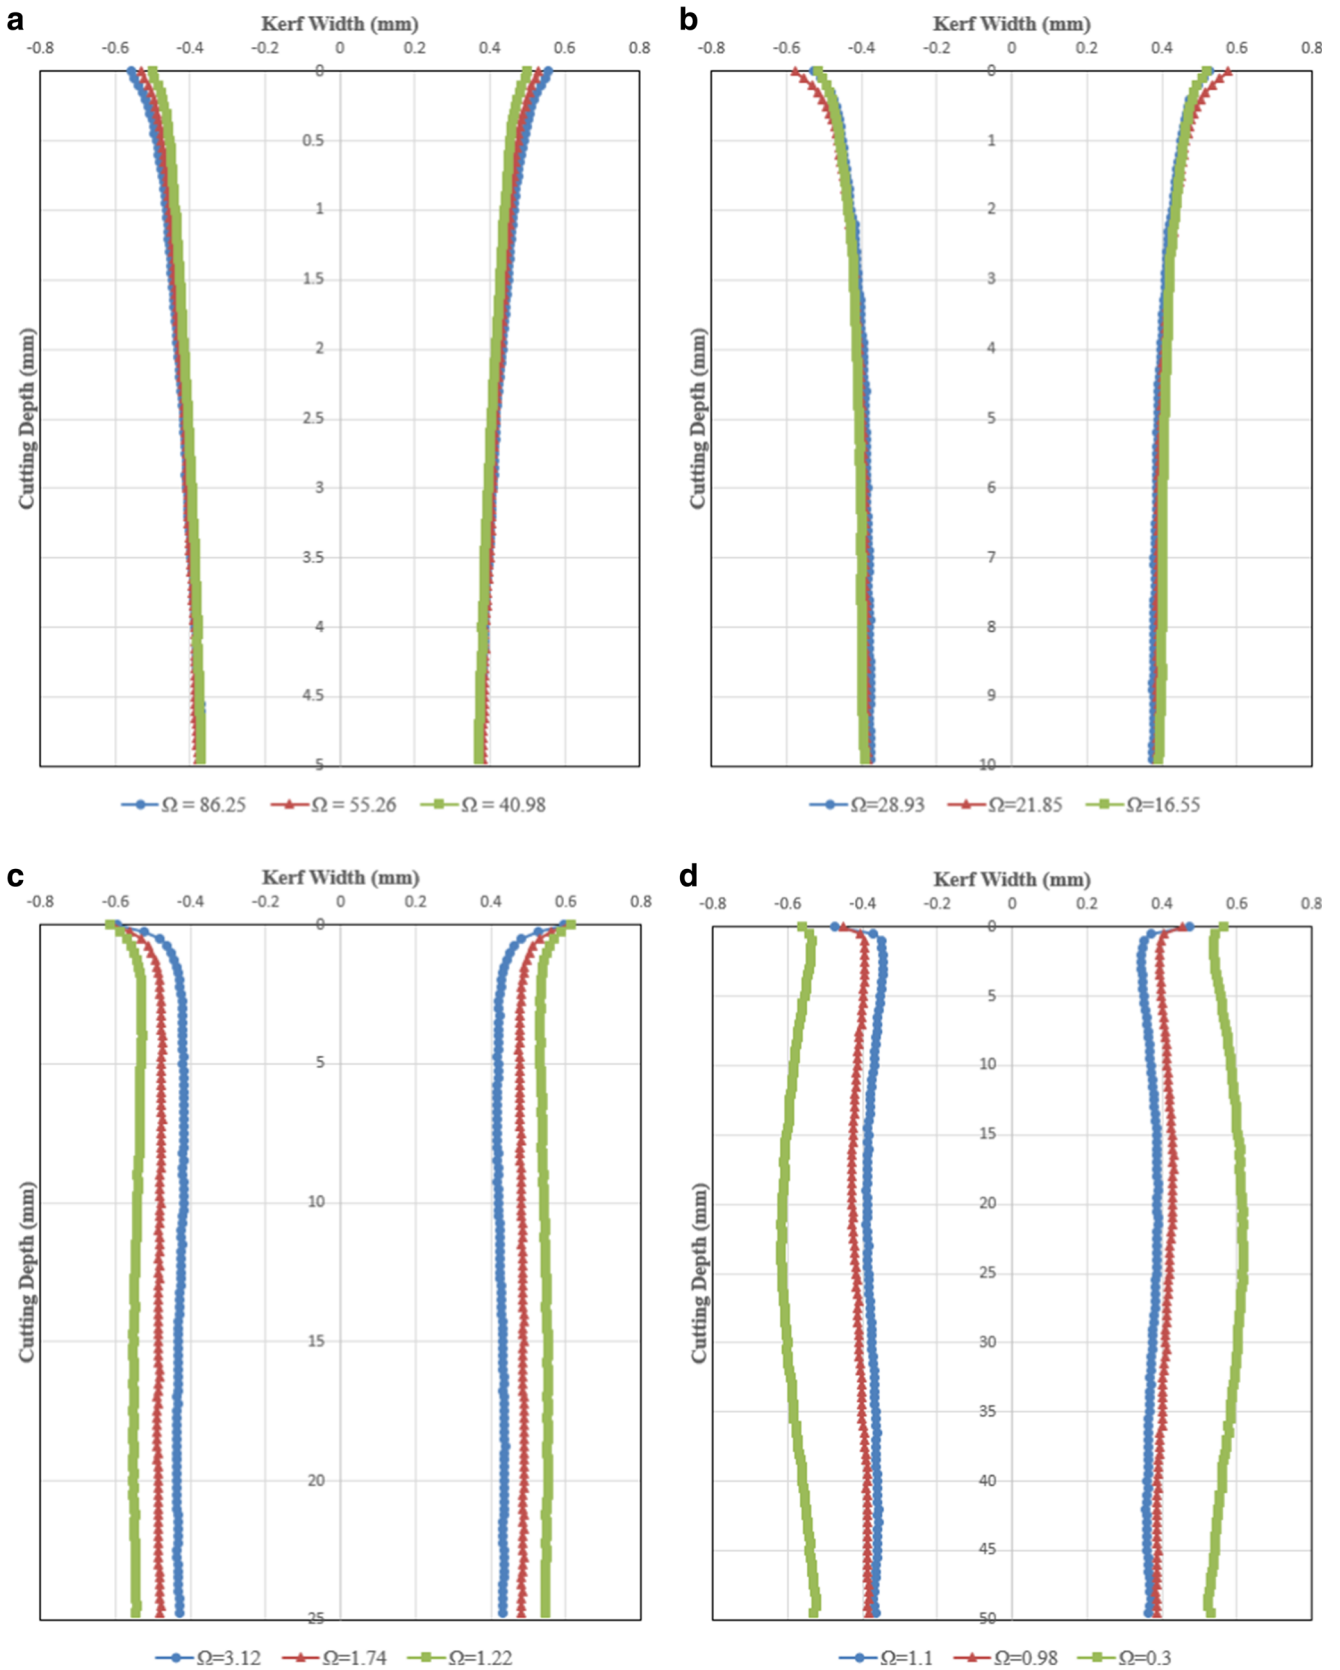 a
Kerf Width (mm)
-0.8 -0.6 -0.4 -0.2 0 0.2 0.4 0.6 0.8
0
0.5
1
1.5
2
2.5
3
3.5
4
4.5
5
Cutting Depth (mm)
Ω = 86.25 Ω = 55.26 Ω = 40.98
b
Kerf Width (mm)
-0.8 -0.6 -0.4 -0.2 0 0.2 0.4 0.6 0.8
0
1
2
3
4
5
6
7
8
9
10
Cutting Depth (mm)
Ω=28.93 Ω=21.85 Ω=16.55
c
Kerf Width (mm)
-0.8 -0.6 -0.4 -0.2 0 0.2 0.4 0.6 0.8
0
5
10
15
20
25
Cutting Depth (mm)
Ω=3.12 Ω=1.74 Ω=1.22
d
Kerf Width (mm)
-0.8 -0.6 -0.4 -0.2 0 0.2 0.4 0.6 0.8
0
5
10
15
20
25
30
35
40
45
50
Cutting Depth (mm)
Ω=1.1 Ω=0.98 Ω=0.3